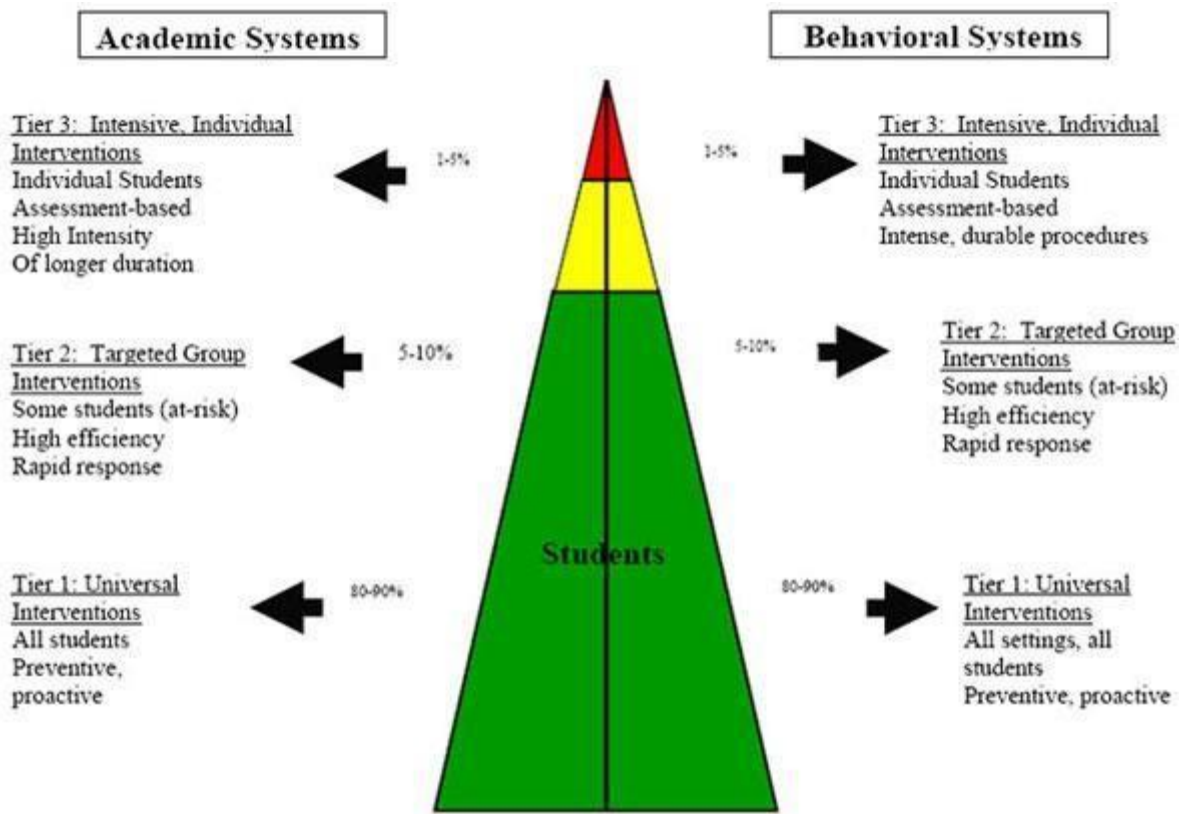 Academic Systems
Tier 3: Intensive, Individual
Interventions
Individual Students
Assessment-based
High Intensity
Of longer duration
1-5%
Tier 2: Targeted Group
Interventions
Some students (at-risk)
High efficiency
Rapid response
5-10%
Tier 1: Universal
Interventions
All students
Preventive,
proactive
80-90%
Students
Behavioral Systems
1-5%
Tier 3: Intensive, Individual
Interventions
Individual Students
Assessment-based
Intense, durable procedures
5-10%
Tier 2: Targeted Group
Interventions
Some students (at-risk)
High efficiency
Rapid response
80-90%
Tier 1: Universal
Interventions
All settings, all
students
Preventive, proactive